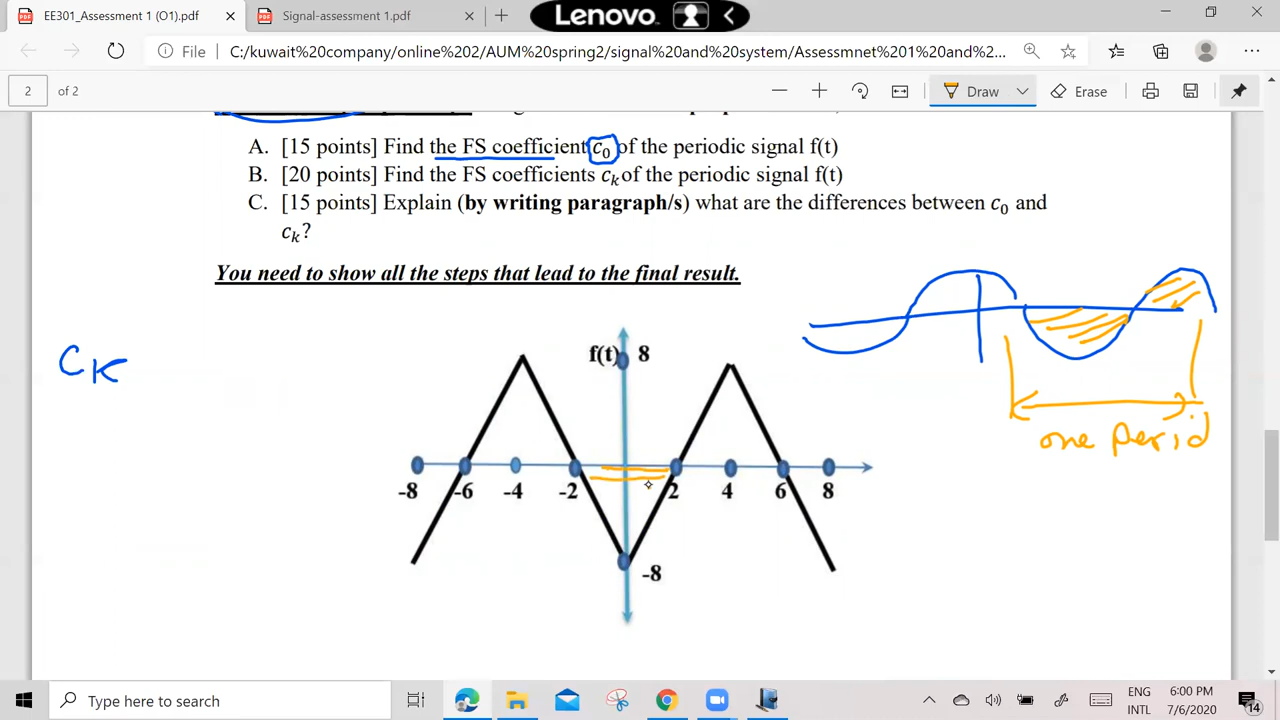 EE301_Assessment 1 (O1).pdf
Signal-assessment 1.pdf
Lenovo
File
C:/kuwait%20company/online%202/AUM%20spring2/signal%20and%20system/Assessmnet%201%20and%2...
2 of 2
Draw
Erase
A. [15 points] Find the FS coefficient c₀ of the periodic signal f(t)
B. [20 points] Find the FS coefficients cₖ of the periodic signal f(t)
C. [15 points] Explain (by writing paragraph/s) what are the differences between c₀ and
cₖ?
You need to show all the steps that lead to the final result.
f(t) 8
CK
one Period
-8 -6 -4 -2 2 4 6 8
-8
Type here to search
ENG
INTL
6:00 PM
7/6/2020
14